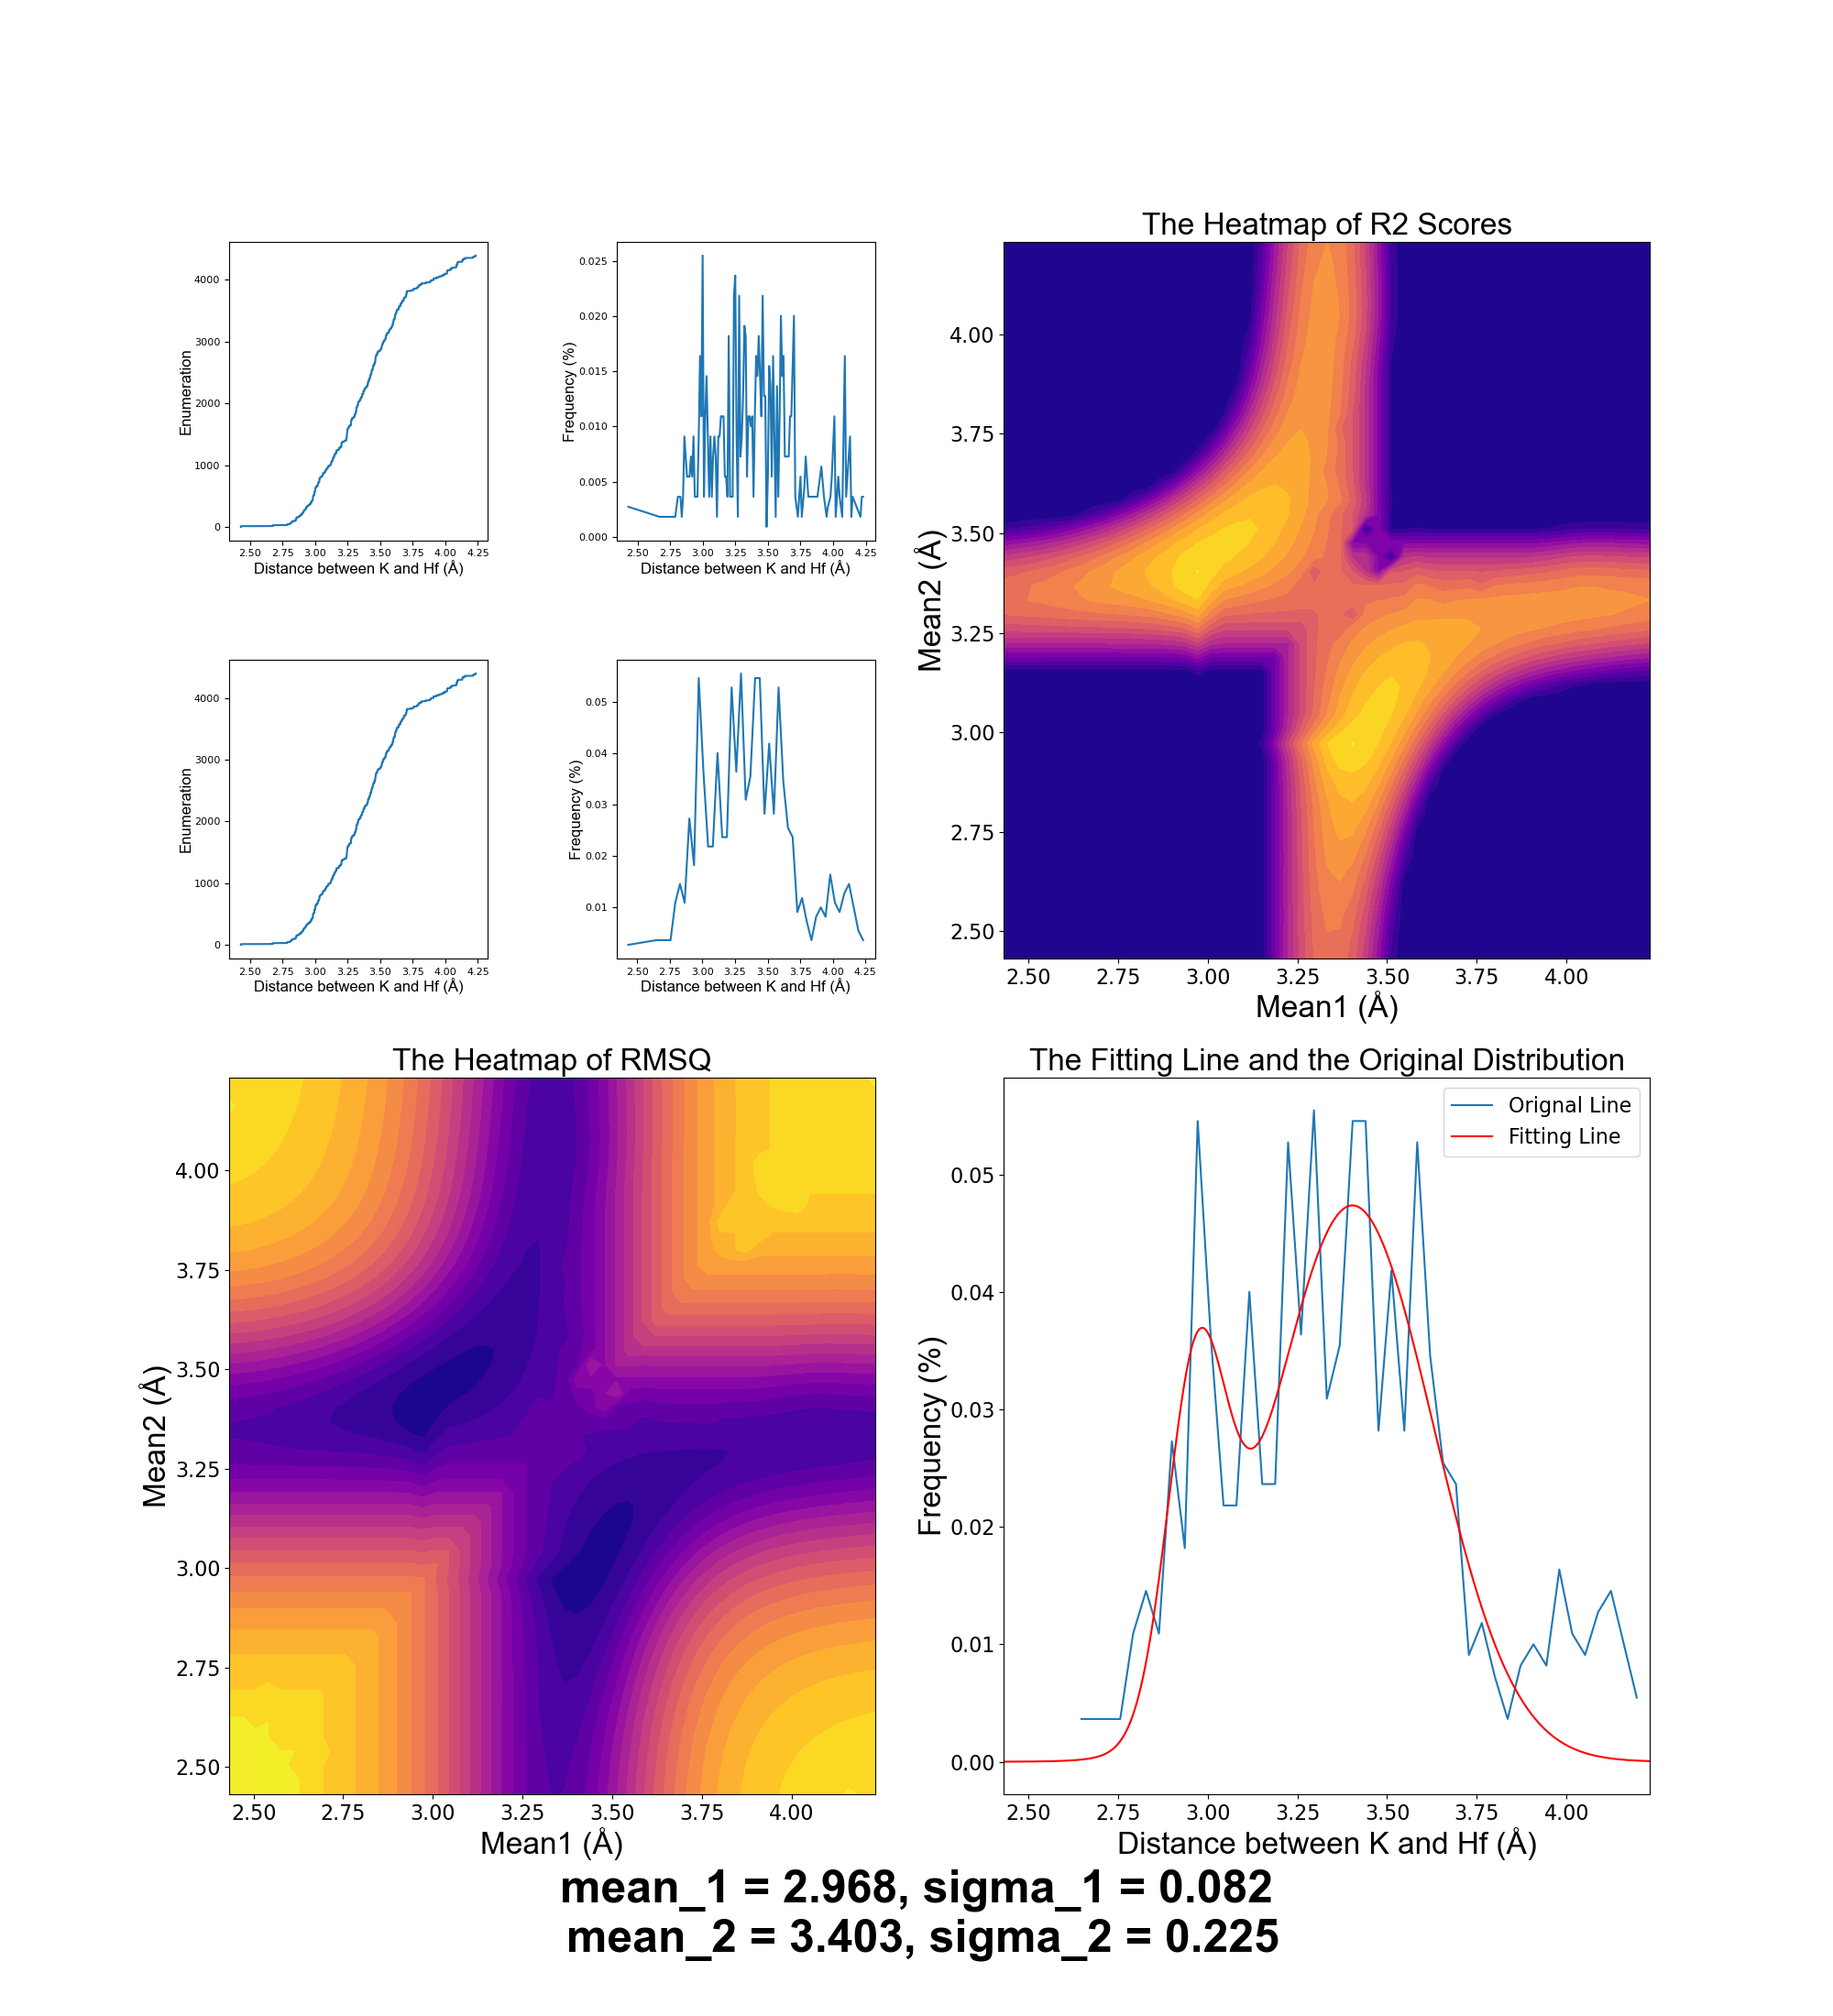 4000
3000
2000
1000
0
Enumeration
2.50 2.75 3.00 3.25 3.50 3.75 4.00 4.25
Distance between K and Hf (Å)
0.025
0.020
0.015
0.010
0.005
0.000
Frequency (%)
2.50 2.75 3.00 3.25 3.50 3.75 4.00 4.25
Distance between K and Hf (Å)
The Heatmap of R2 Scores
4.00
3.75
3.50
3.25
3.00
2.75
2.50
Mean2 (Å)
2.50 2.75 3.00 3.25 3.50 3.75 4.00
Mean1 (Å)
4000
3000
2000
1000
0
Enumeration
2.50 2.75 3.00 3.25 3.50 3.75 4.00 4.25
Distance between K and Hf (Å)
0.05
0.04
0.03
0.02
0.01
Frequency (%)
2.50 2.75 3.00 3.25 3.50 3.75 4.00 4.25
Distance between K and Hf (Å)
The Heatmap of RMSQ
4.00
3.75
3.50
3.25
3.00
2.75
2.50
Mean2 (Å)
2.50 2.75 3.00 3.25 3.50 3.75 4.00
Mean1 (Å)
The Fitting Line and the Original Distribution
Orignal Line
Fitting Line
0.05
0.04
0.03
0.02
0.01
0.00
Frequency (%)
2.50 2.75 3.00 3.25 3.50 3.75 4.00
Distance between K and Hf (Å)
mean_1 = 2.968, sigma_1 = 0.082
mean_2 = 3.403, sigma_2 = 0.225